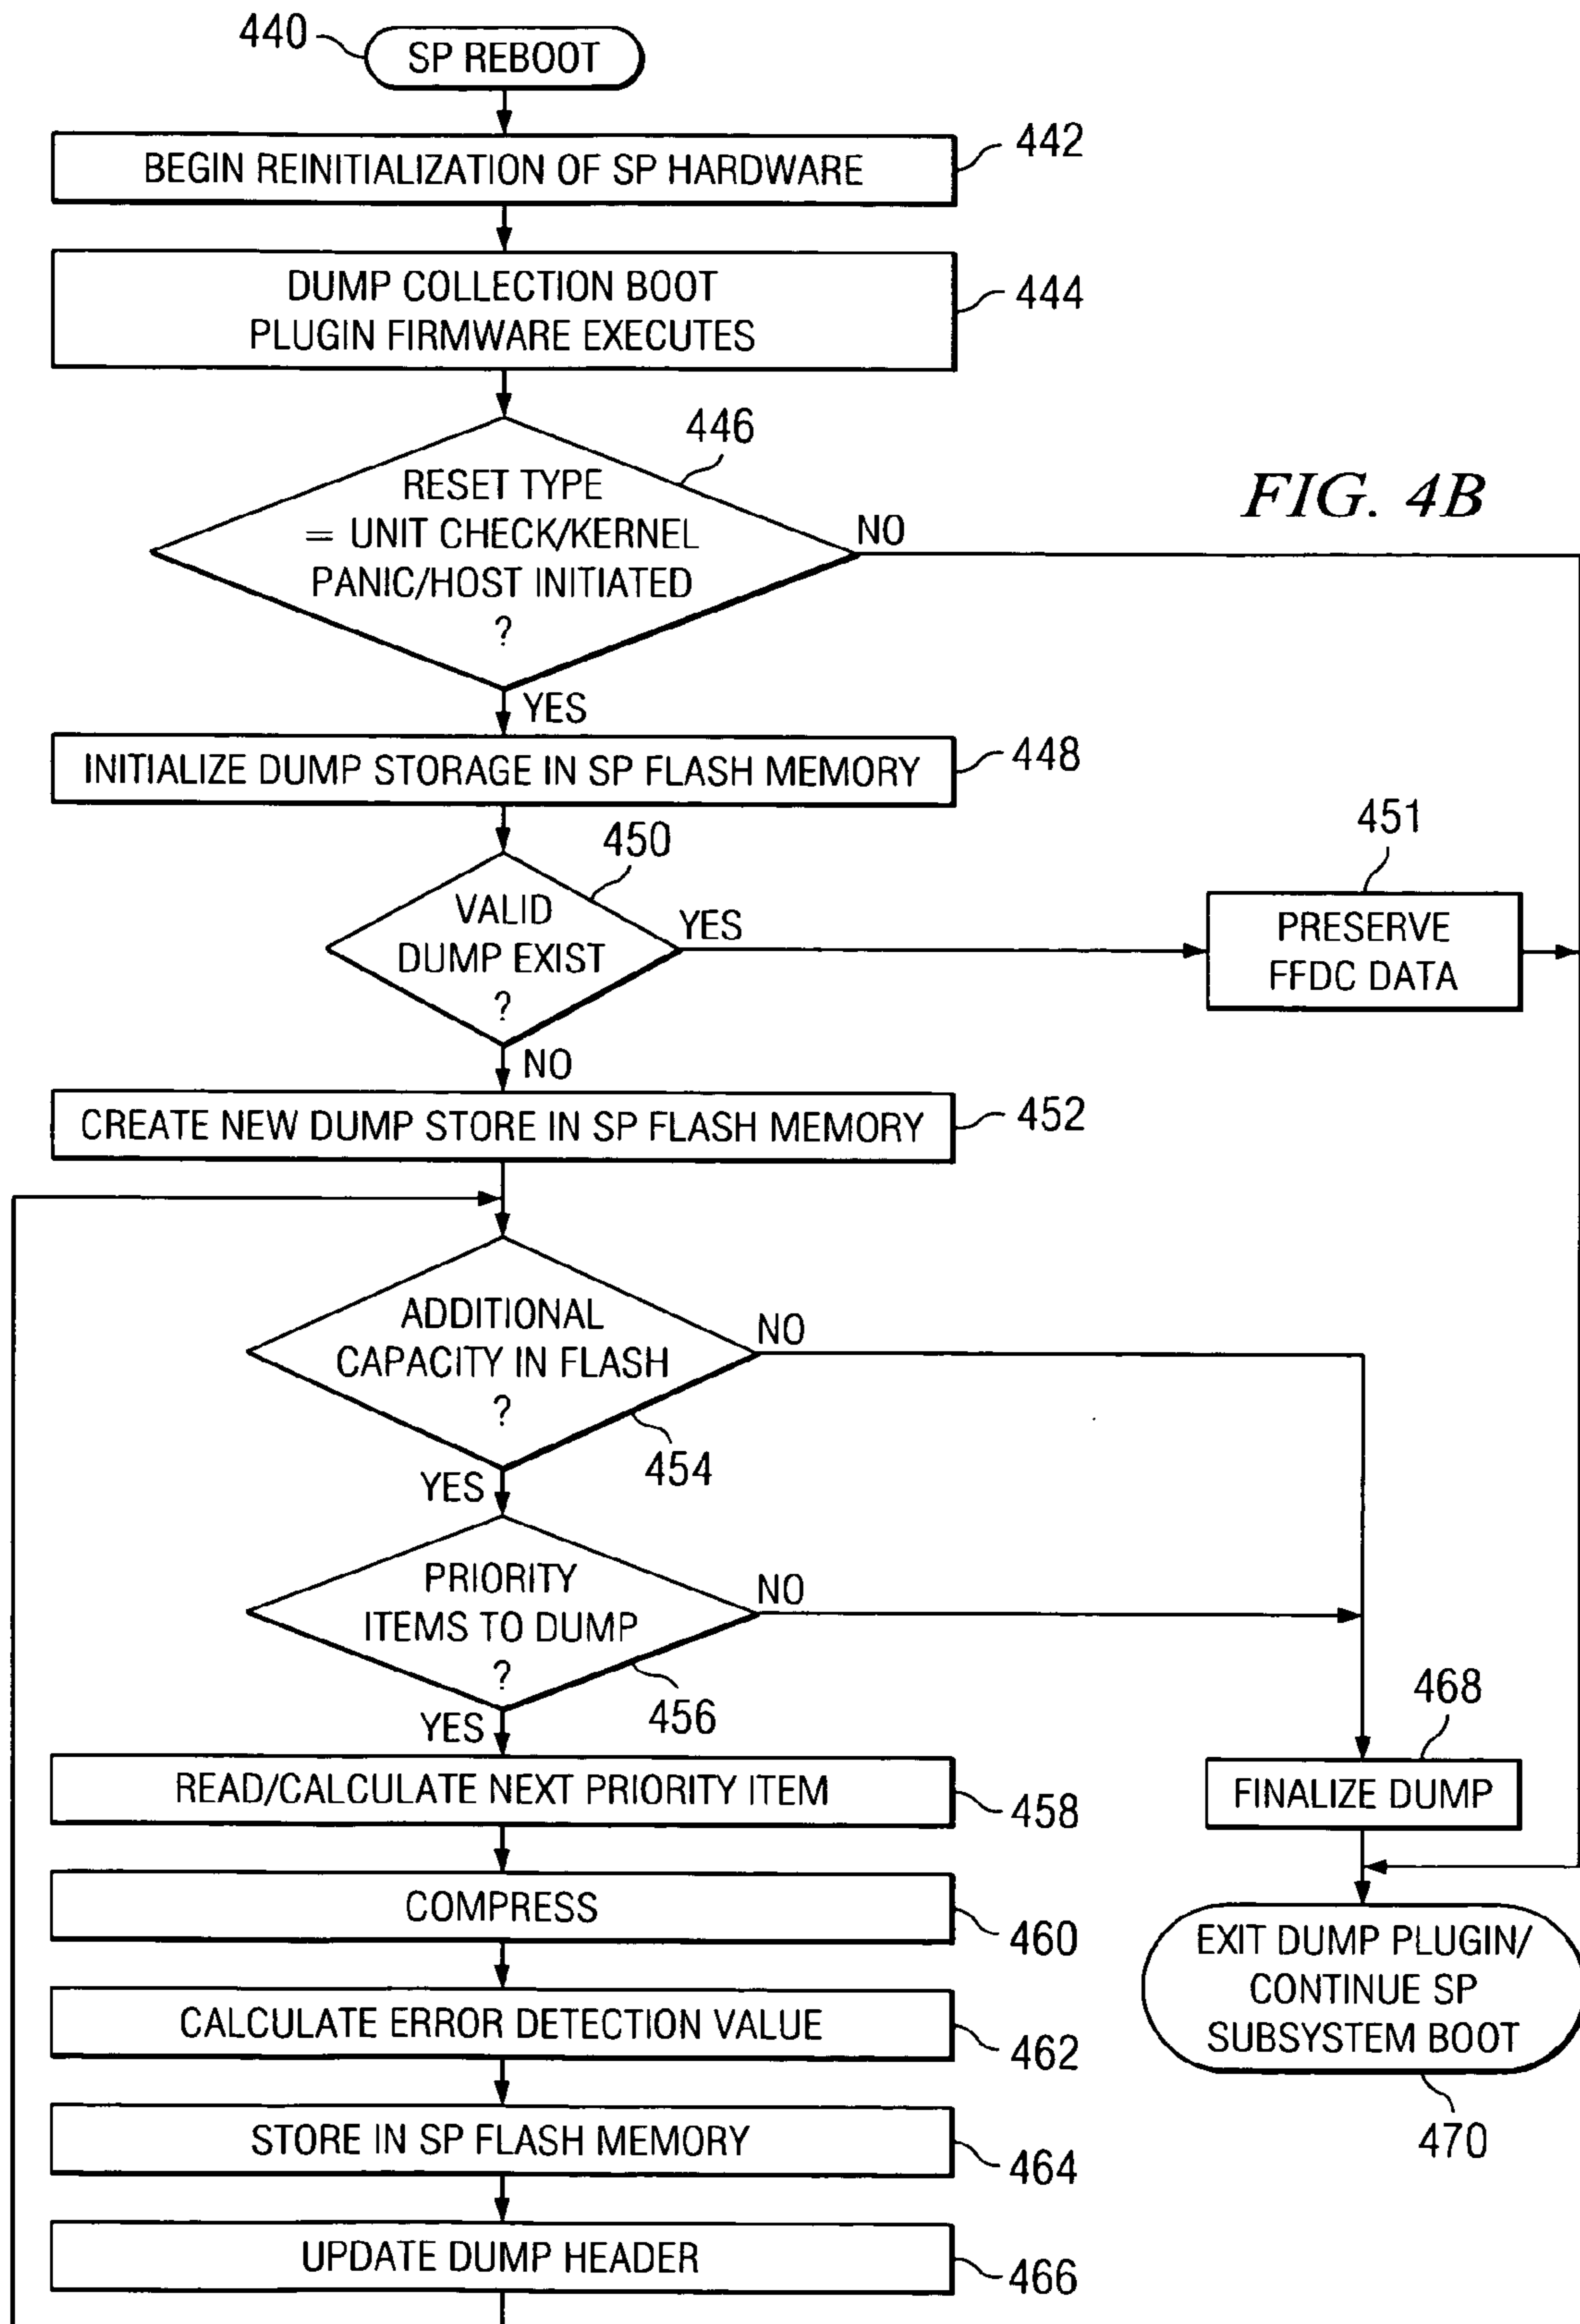 440
SP REBOOT
BEGIN REINITIALIZATION OF SP HARDWARE
442
DUMP COLLECTION BOOT
PLUGIN FIRMWARE EXECUTES
444
446
RESET TYPE
= UNIT CHECK/KERNEL
PANIC/HOST INITIATED
?
NO
FIG. 4B
YES
INITIALIZE DUMP STORAGE IN SP FLASH MEMORY
448
450
VALID
DUMP EXIST
?
YES
451
PRESERVE
FFDC DATA
NO
CREATE NEW DUMP STORE IN SP FLASH MEMORY
452
ADDITIONAL
CAPACITY IN FLASH
?
NO
454
YES
PRIORITY
ITEMS TO DUMP
?
NO
456
YES
468
FINALIZE DUMP
READ/CALCULATE NEXT PRIORITY ITEM
458
COMPRESS
460
EXIT DUMP PLUGIN/
CONTINUE SP
SUBSYSTEM BOOT
470
CALCULATE ERROR DETECTION VALUE
462
STORE IN SP FLASH MEMORY
464
UPDATE DUMP HEADER
466